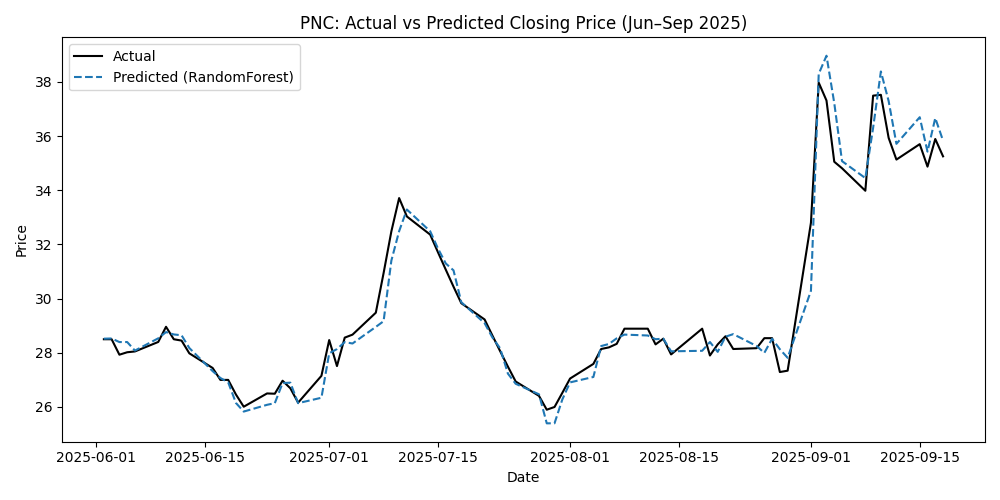 PNC: Actual vs Predicted Closing Price (Jun–Sep 2025)
Actual
Predicted (RandomForest)
Price
38
36
34
32
30
28
26
2025-06-01 2025-06-15 2025-07-01 2025-07-15 2025-08-01 2025-08-15 2025-09-01 2025-09-15
Date